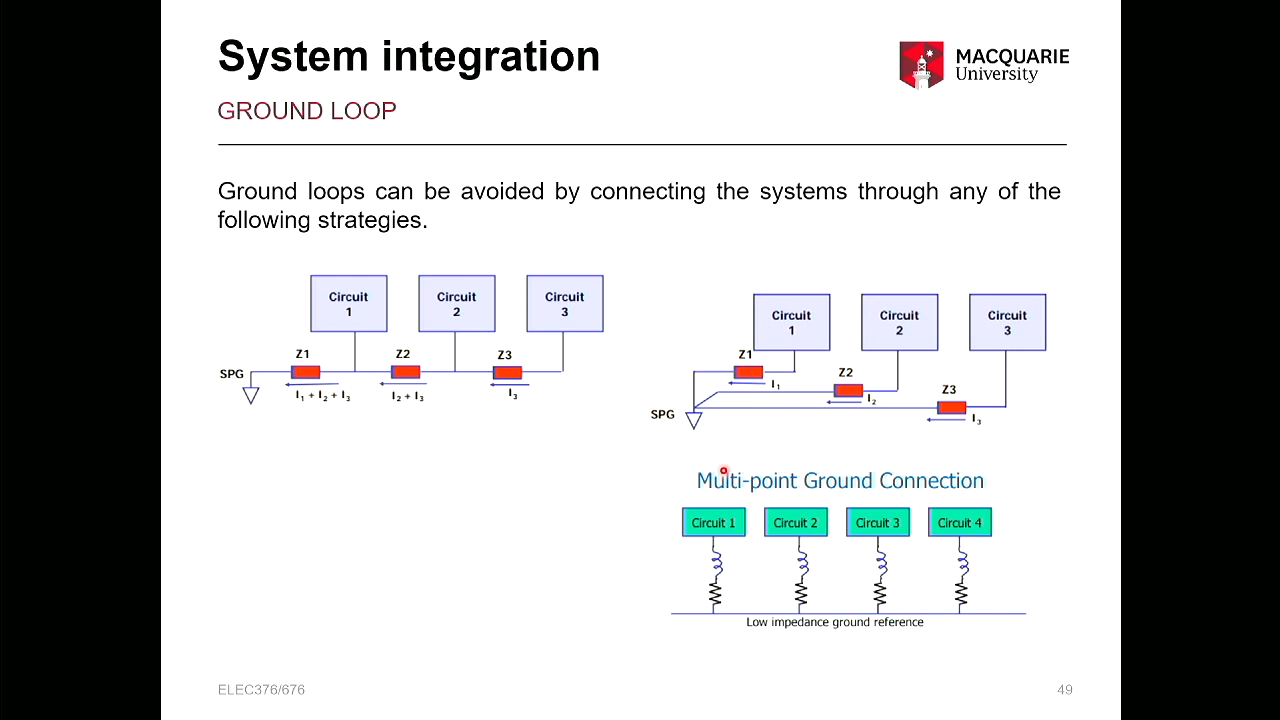 System integration
MACQUARIE
University
GROUND LOOP
Ground loops can be avoided by connecting the systems through any of the
following strategies.
Circuit
1
Circuit
2
Circuit
3
Z1
Z2
Z3
SPG
I₁ + I₂ + I₃
I₂ + I₃
I₃
Circuit
1
Circuit
2
Circuit
3
Z1
I₁
Z2
I₂
Z3
I₃
SPG
Multi-point Ground Connection
Circuit 1
Circuit 2
Circuit 3
Circuit 4
Low impedance ground reference
ELEC376/676
49